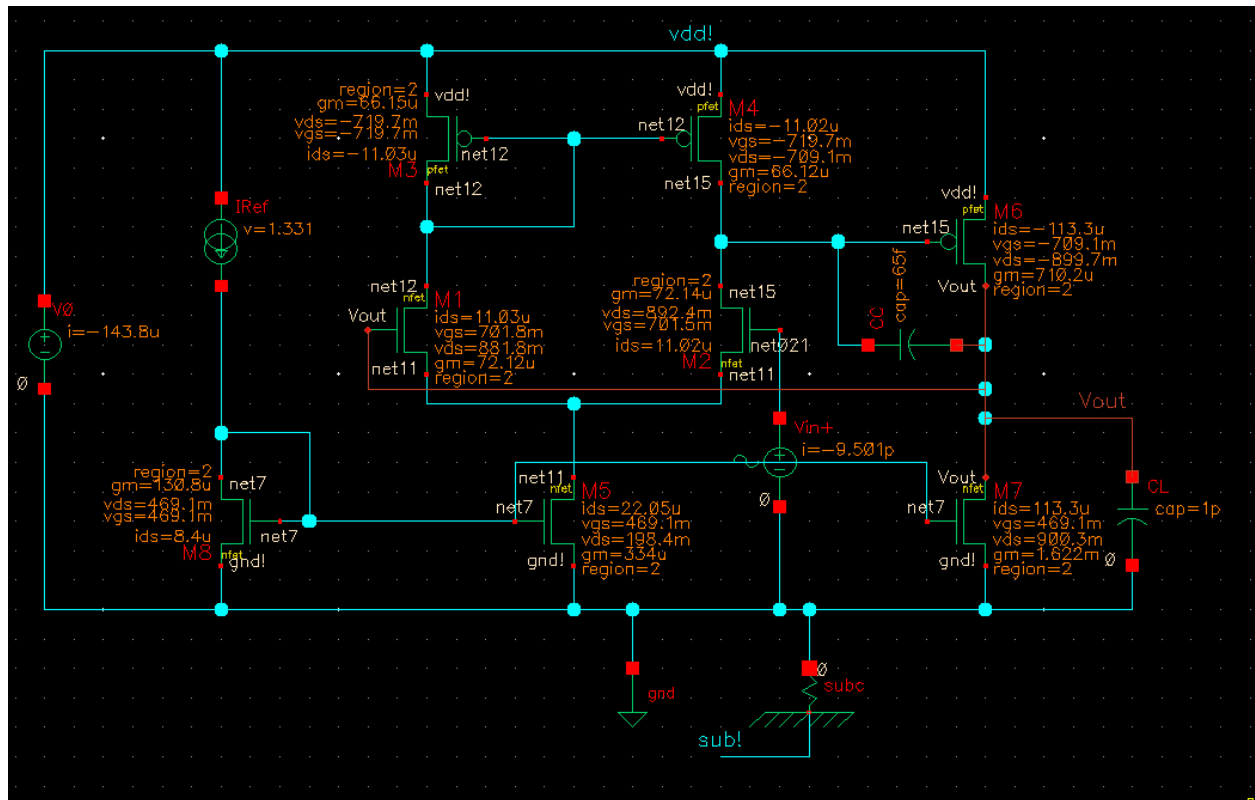 vdd!
region=2
gm=66.15u
vds=-719.7m
vgs=-719.7m
ids=-11.03u
M3
pfet
vdd!
net12
net12
vdd!
pfet
M4
net12
ids=-11.02u
vgs=-719.7m
vds=-709.1m
gm=66.12u
region=2
net15
vdd!
pfet
M6
net15
ids=-113.3u
vgs=-709.1m
vds=-899.7m
gm=710.2u
region=2
Vout
IRef
v=1.331
V0
i=-143.8u
0
net12
nfet
M1
Vout
ids=11.03u
vgs=701.8m
vds=881.8m
gm=72.12u
region=2
net11
region=2
gm=72.14u
vds=892.4m
vgs=701.5m
ids=11.02u
M2
nfet
net15
net021
net11
C0
cap=65f
Vout
Vin+
i=-9.501p
0
region=2
gm=130.8u
vds=469.1m
vgs=469.1m
ids=8.4u
M8
nfet
net7
net7
gnd!
net11
nfet
M5
net7
ids=22.05u
vgs=469.1m
vds=198.4m
gm=334u
region=2
gnd!
Vout
nfet
M7
net7
ids=113.3u
vgs=469.1m
vds=900.3m
gm=1.622m
region=2
gnd!
CL
cap=1p
0
gnd
0
subc
sub!